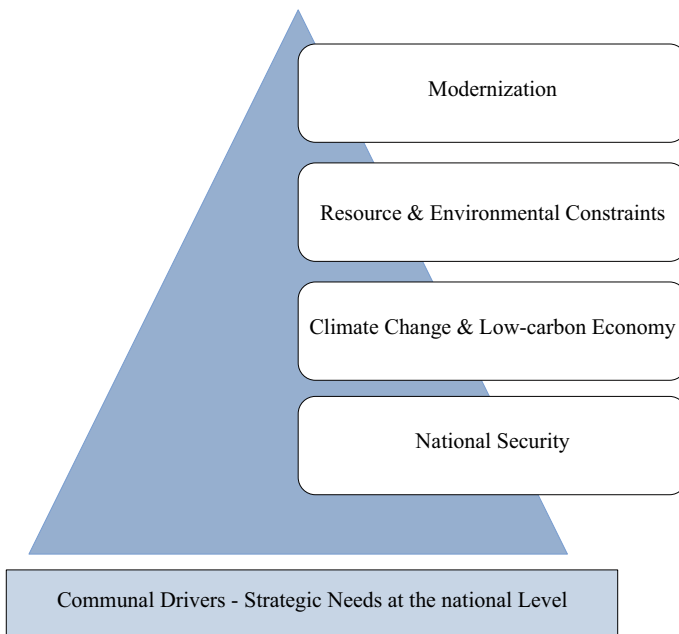 Modernization
Resource & Environmental Constraints
Climate Change & Low-carbon Economy
National Security
Communal Drivers - Strategic Needs at the national Level